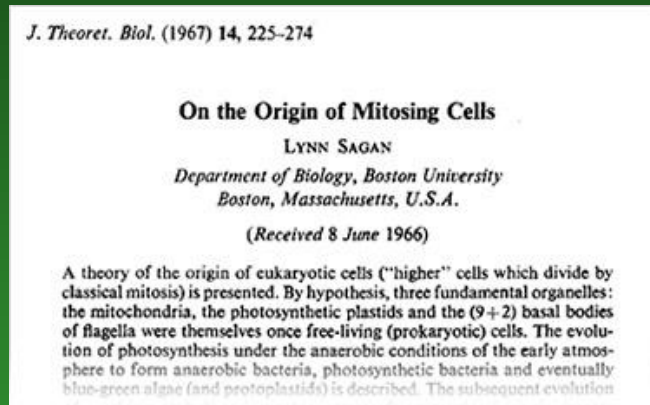 J. Theoret. Biol. (1967) 14, 225–274
On the Origin of Mitosing Cells
LYNN SAGAN
Department of Biology, Boston University
Boston, Massachusetts, U.S.A.
(Received 8 June 1966)
A theory of the origin of eukaryotic cells ("higher" cells which divide by
classical mitosis) is presented. By hypothesis, three fundamental organelles:
the mitochondria, the photosynthetic plastids and the (9+2) basal bodies
of flagella were themselves once free-living (prokaryotic) cells. The evolu-
tion of photosynthesis under the anaerobic conditions of the early atmos-
phere to form anaerobic bacteria, photosynthetic bacteria and eventually
blue-green algae (and protoplastids) is described. The subsequent evolution